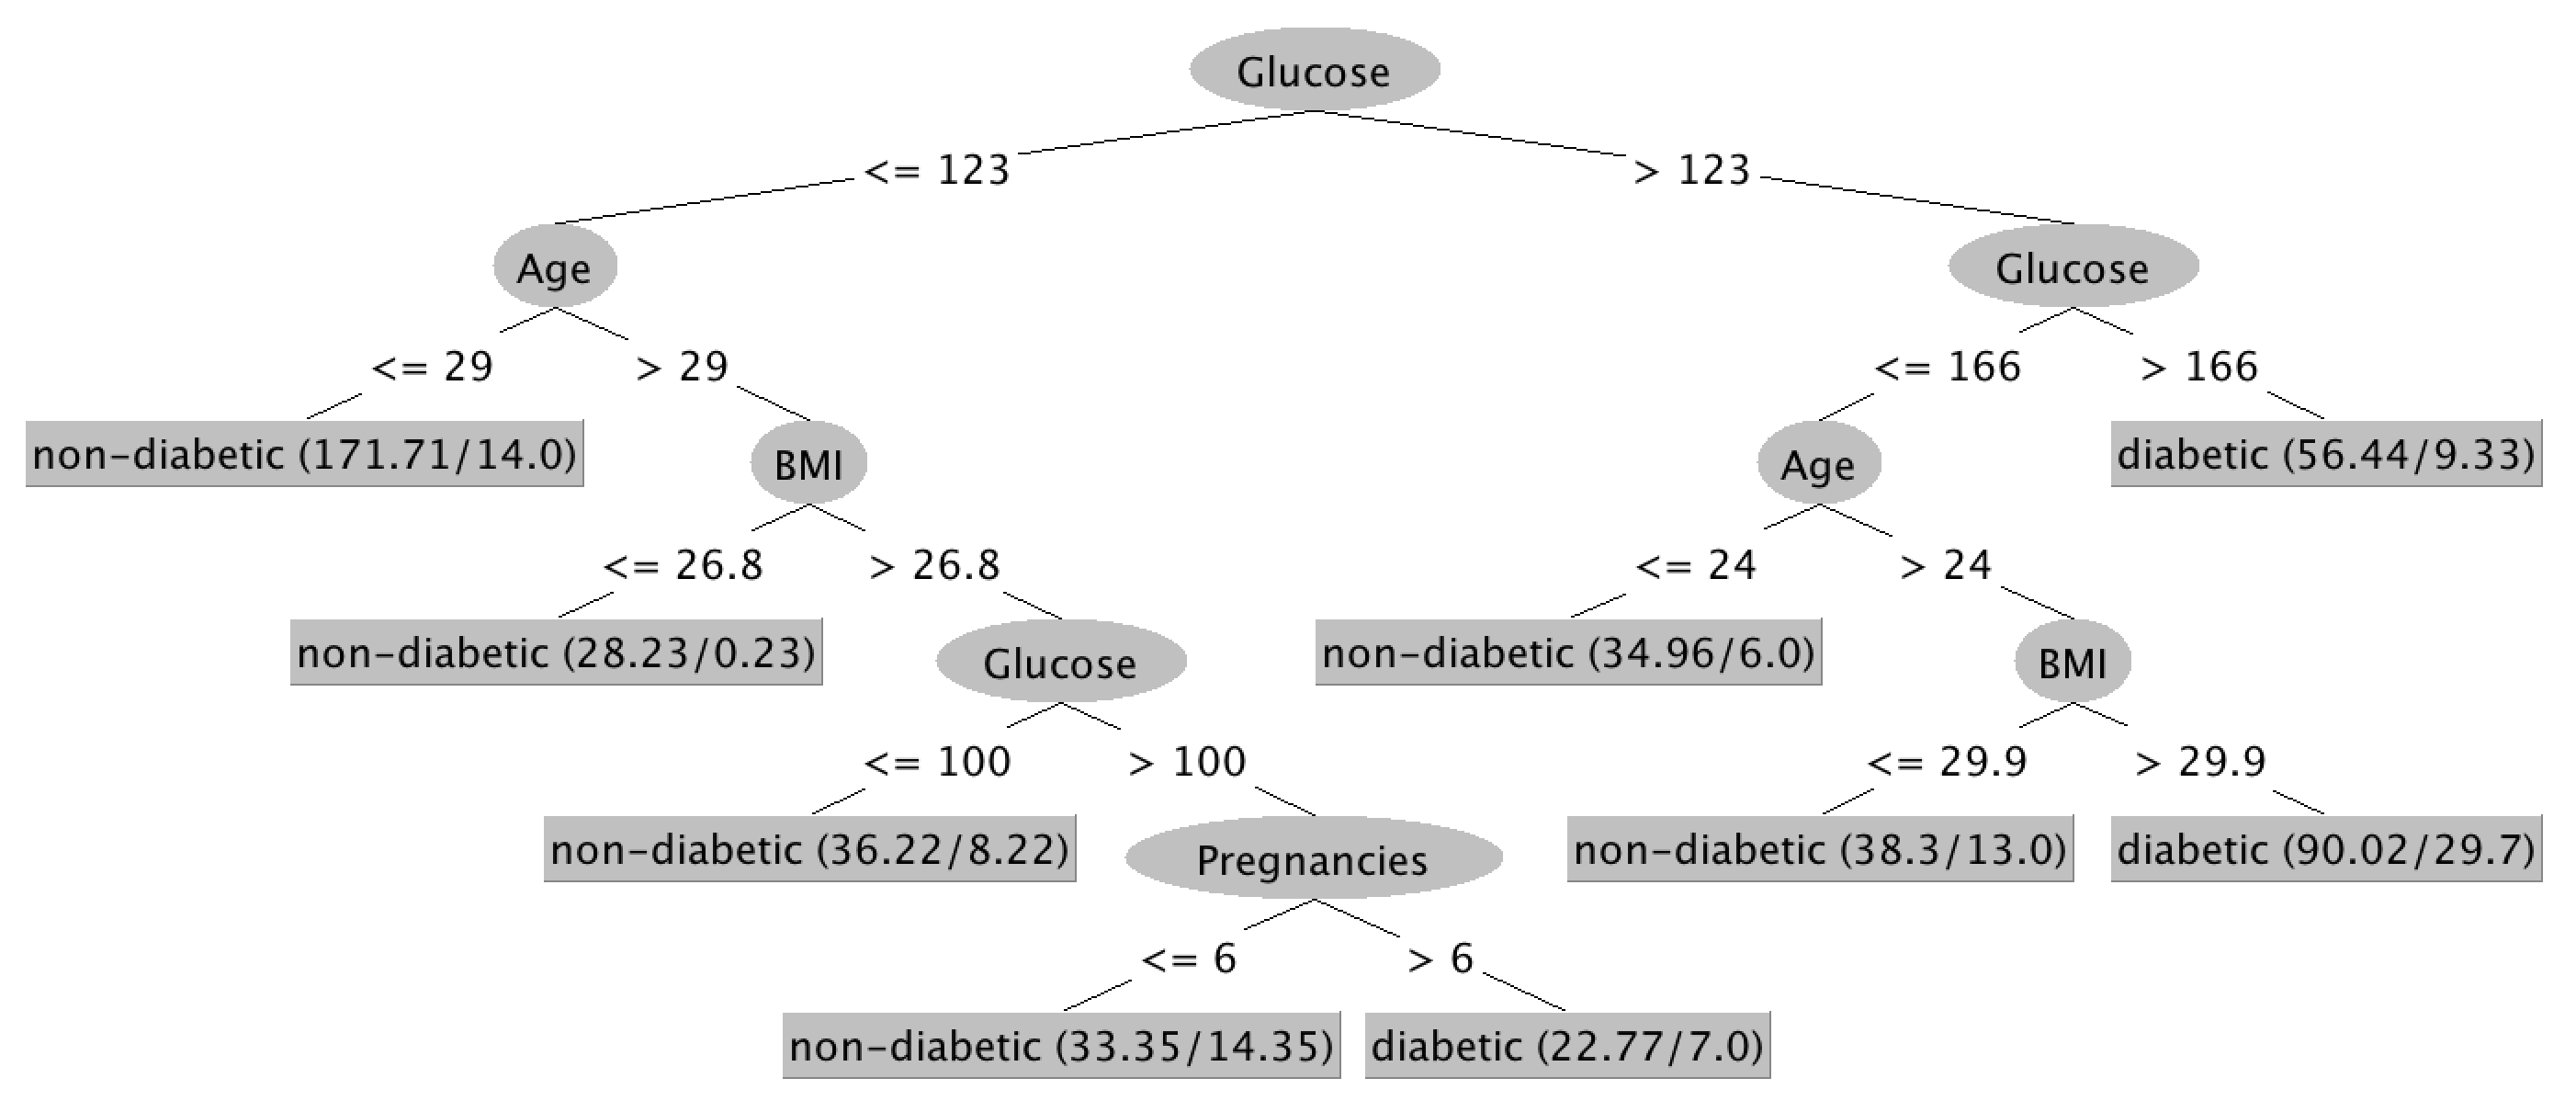 Glucose
<= 123
> 123
Age
Glucose
<= 29
> 29
<= 166
> 166
non-diabetic (171.71/14.0)
BMI
Age
diabetic (56.44/9.33)
<= 26.8
> 26.8
<= 24
> 24
non-diabetic (28.23/0.23)
Glucose
non-diabetic (34.96/6.0)
BMI
<= 100
> 100
<= 29.9
> 29.9
non-diabetic (36.22/8.22)
Pregnancies
non-diabetic (38.3/13.0)
diabetic (90.02/29.7)
<= 6
> 6
non-diabetic (33.35/14.35)
diabetic (22.77/7.0)